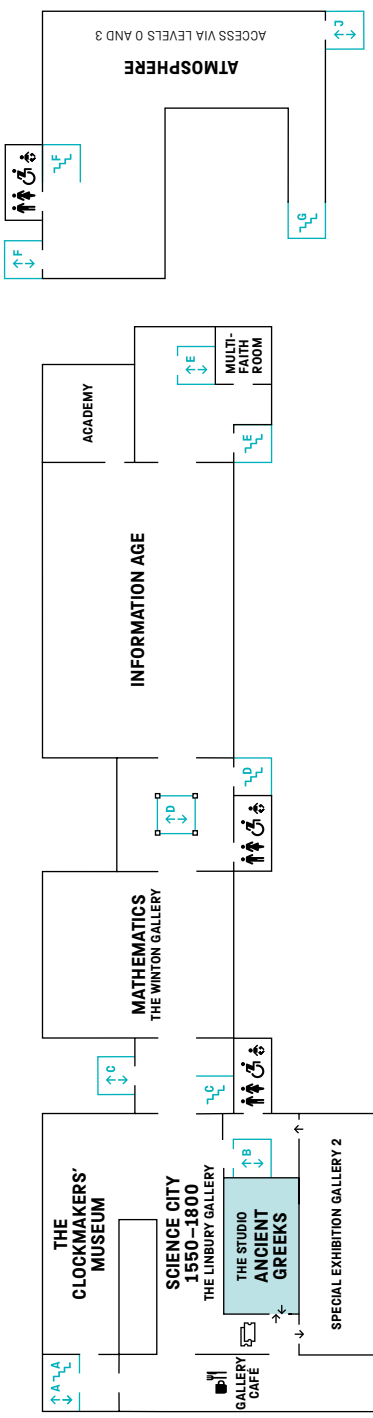 THE
CLOCKMAKERS'
MUSEUM
A
A
SCIENCE CITY
1550–1800
THE LINBURY GALLERY
GALLERY
CAFÉ
THE STUDIO
ANCIENT
GREEKS
B
SPECIAL EXHIBITION GALLERY 2
C
C
MATHEMATICS
THE WINTON GALLERY
D
D
INFORMATION AGE
ACADEMY
E
MULTI-
FAITH
ROOM
E
F
F
ATMOSPHERE
ACCESS VIA LEVELS 0 AND 3
G
J